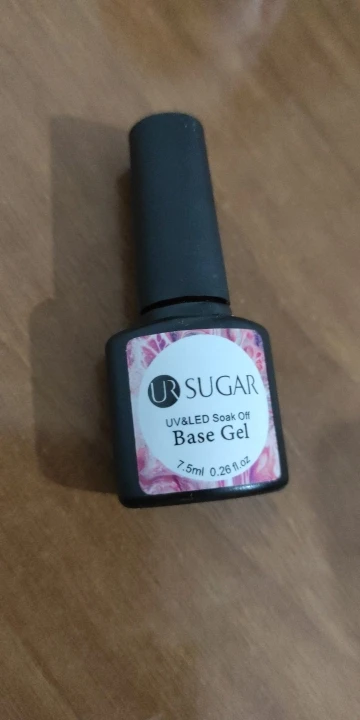 UR SUGAR
UV&LED Soak Off
Base Gel
7.5ml 0.26 fl.oz